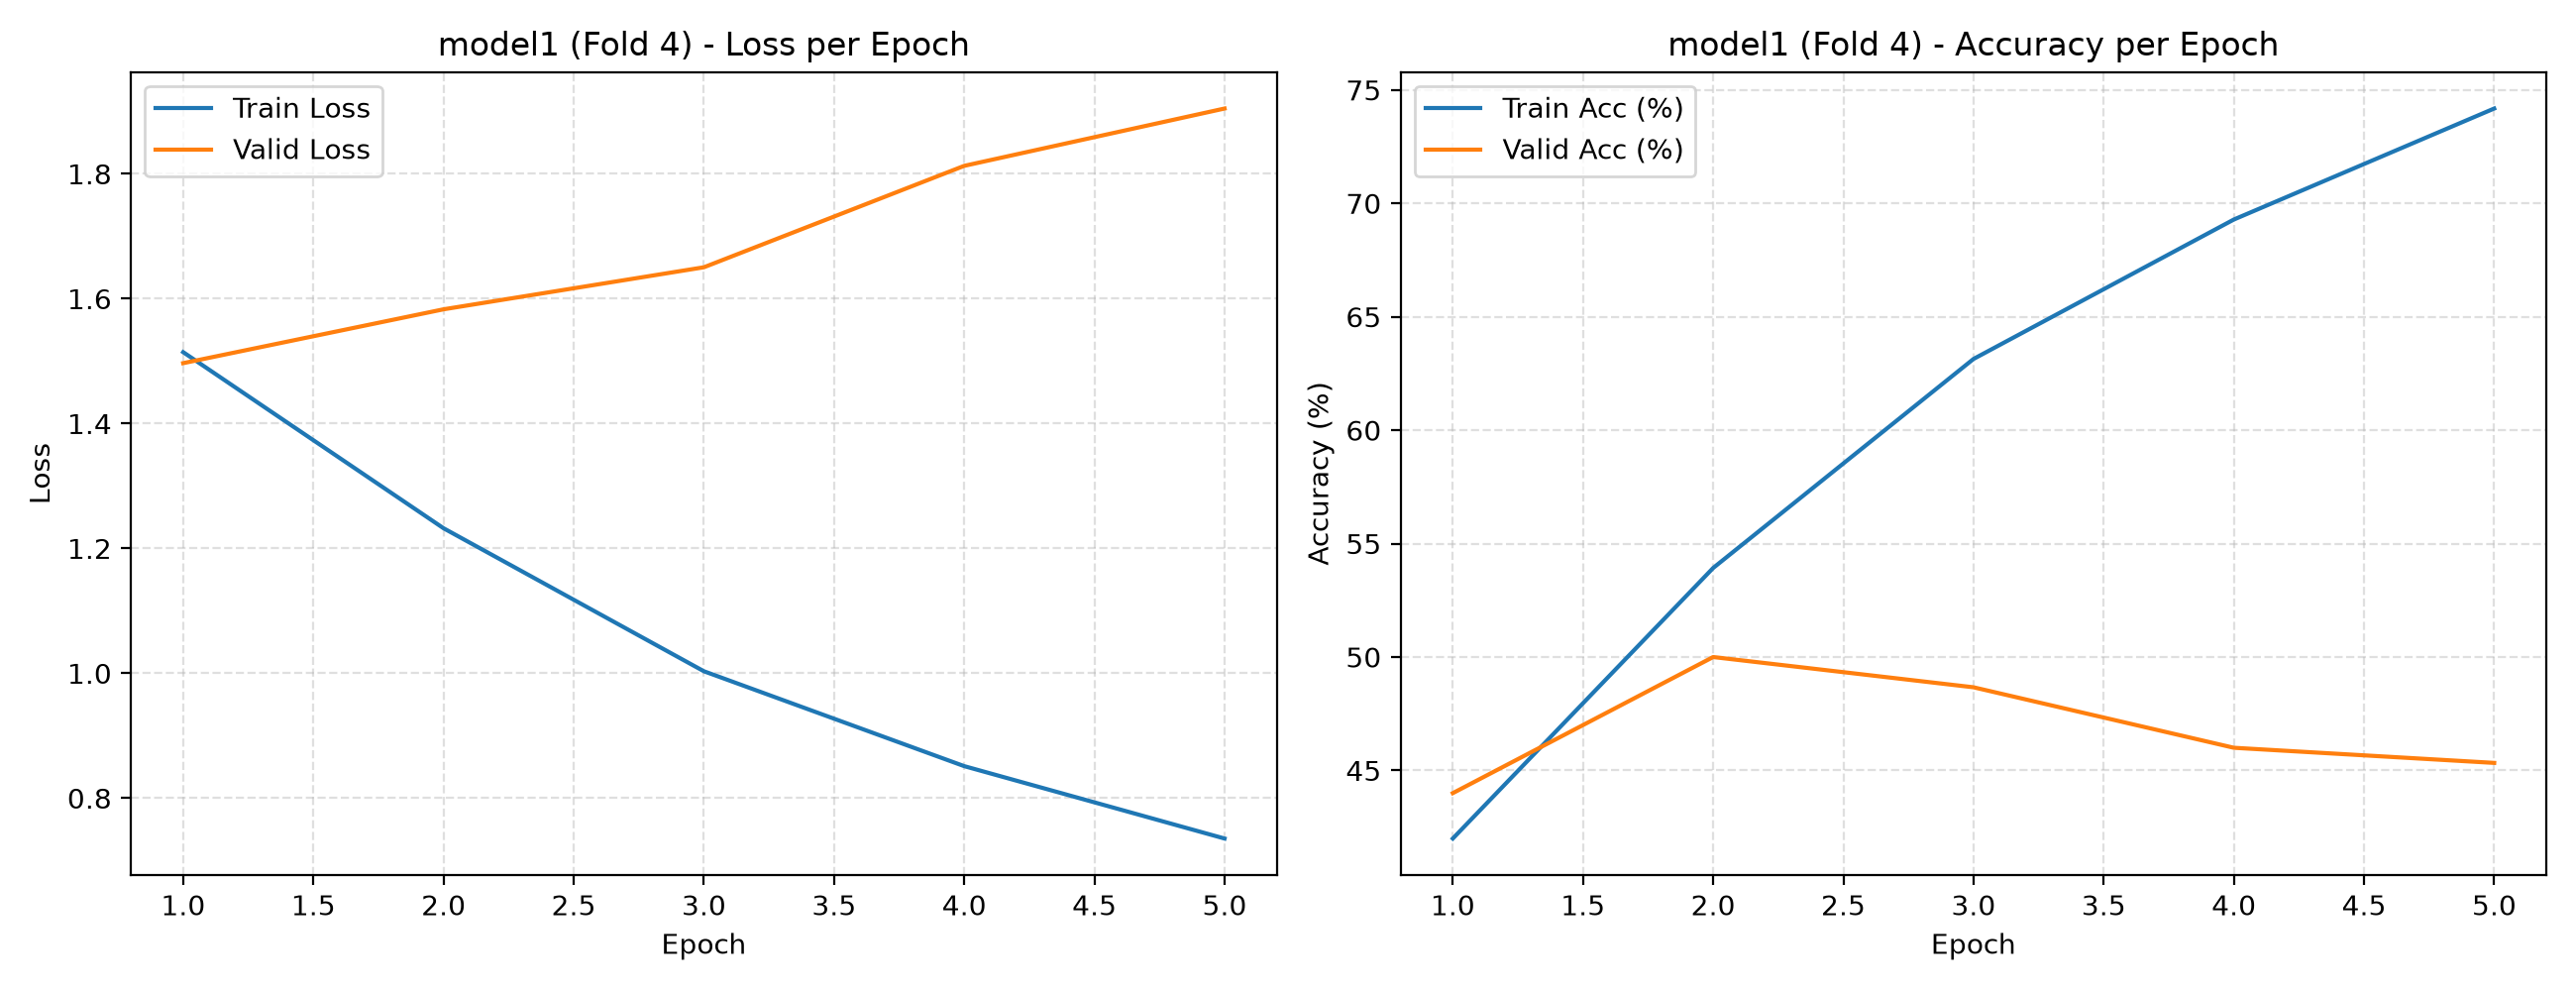 model1 (Fold 4) - Loss per Epoch
Train Loss
Valid Loss
Loss
1.8
1.6
1.4
1.2
1.0
0.8
1.0 1.5 2.0 2.5 3.0 3.5 4.0 4.5 5.0
Epoch
model1 (Fold 4) - Accuracy per Epoch
Train Acc (%)
Valid Acc (%)
Accuracy (%)
75
70
65
60
55
50
45
1.0 1.5 2.0 2.5 3.0 3.5 4.0 4.5 5.0
Epoch